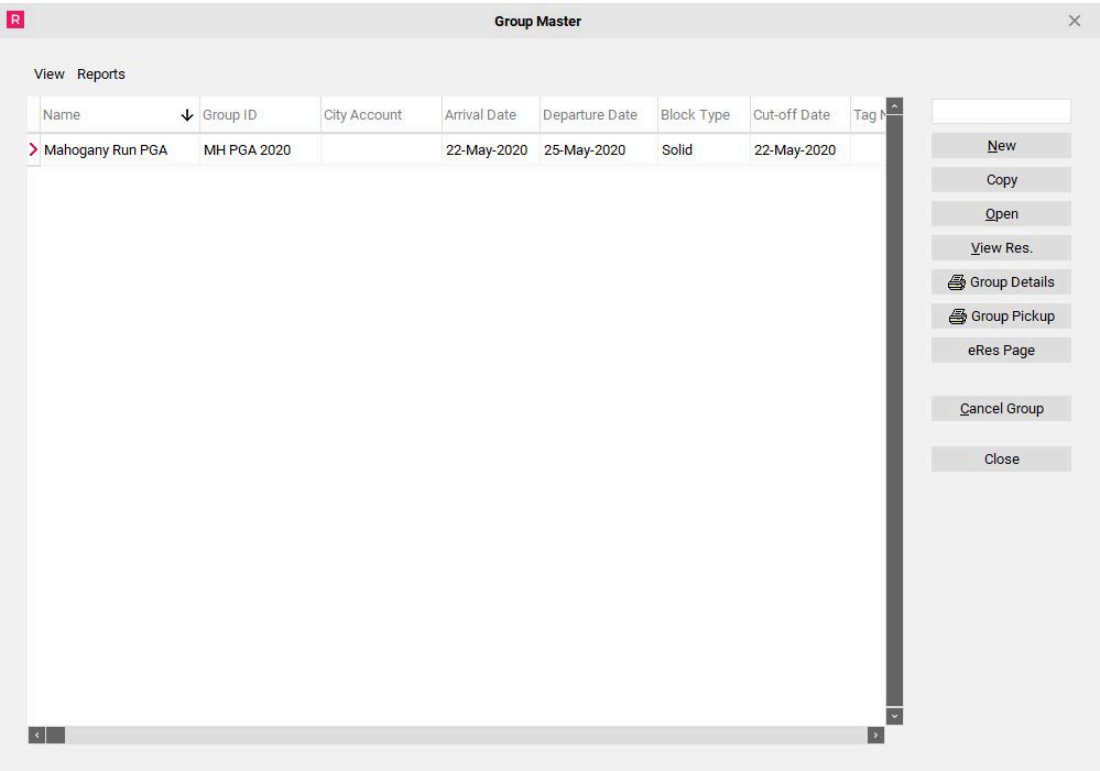 R Group Master
View Reports
Name Group ID City Account Arrival Date Departure Date Block Type Cut-off Date Tag
Mahogany Run PGA MH PGA 2020 22-May-2020 25-May-2020 Solid 22-May-2020
New
Copy
Open
View Res.
Group Details
Group Pickup
eRes Page
Cancel Group
Close